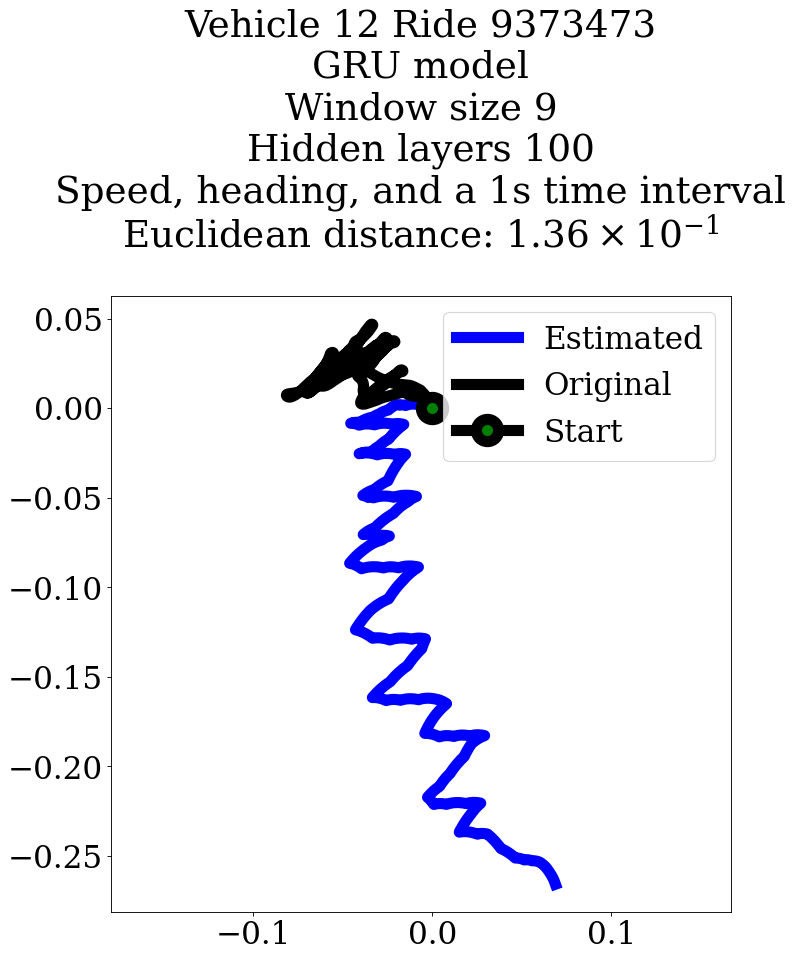 Vehicle 12 Ride 9373473
GRU model
Window size 9
Hidden layers 100
Speed, heading, and a 1s time interval
Euclidean distance: 1.36 × 10⁻¹
Estimated
Original
Start
0.05
0.00
−0.05
−0.10
−0.15
−0.20
−0.25
−0.1
0.0
0.1